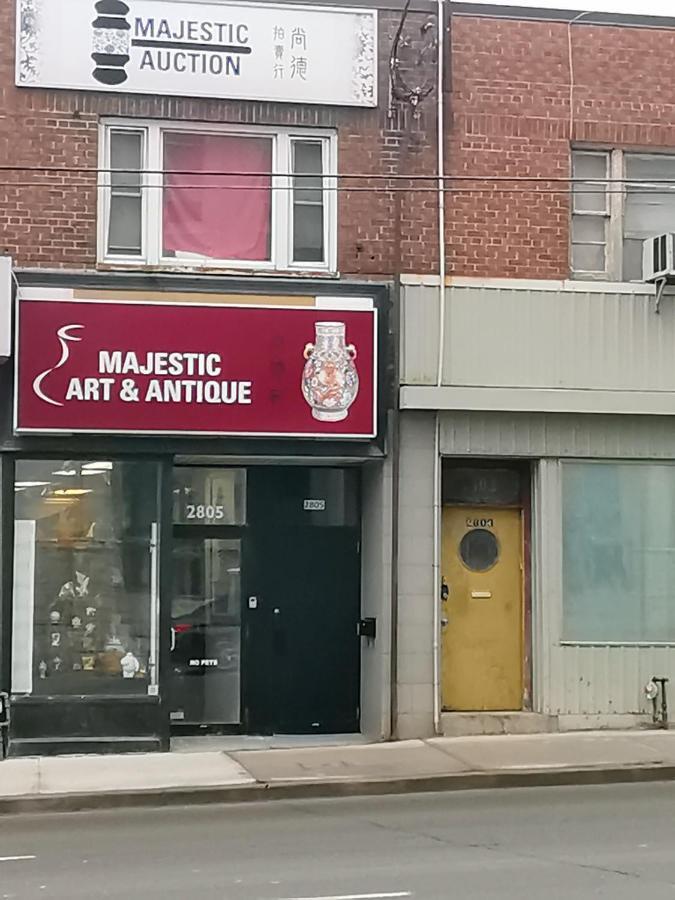 MAJESTIC
AUCTION
尚德
拍賣行
MAJESTIC
ART & ANTIQUE
2805
2805
NO PETS
2803